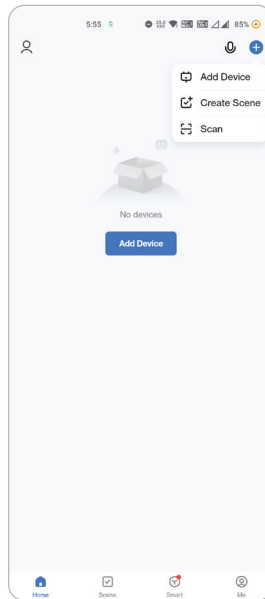 5:55
85%
Add Device
Create Scene
Scan
No devices
Add Device
Home
Scene
Smart
Me